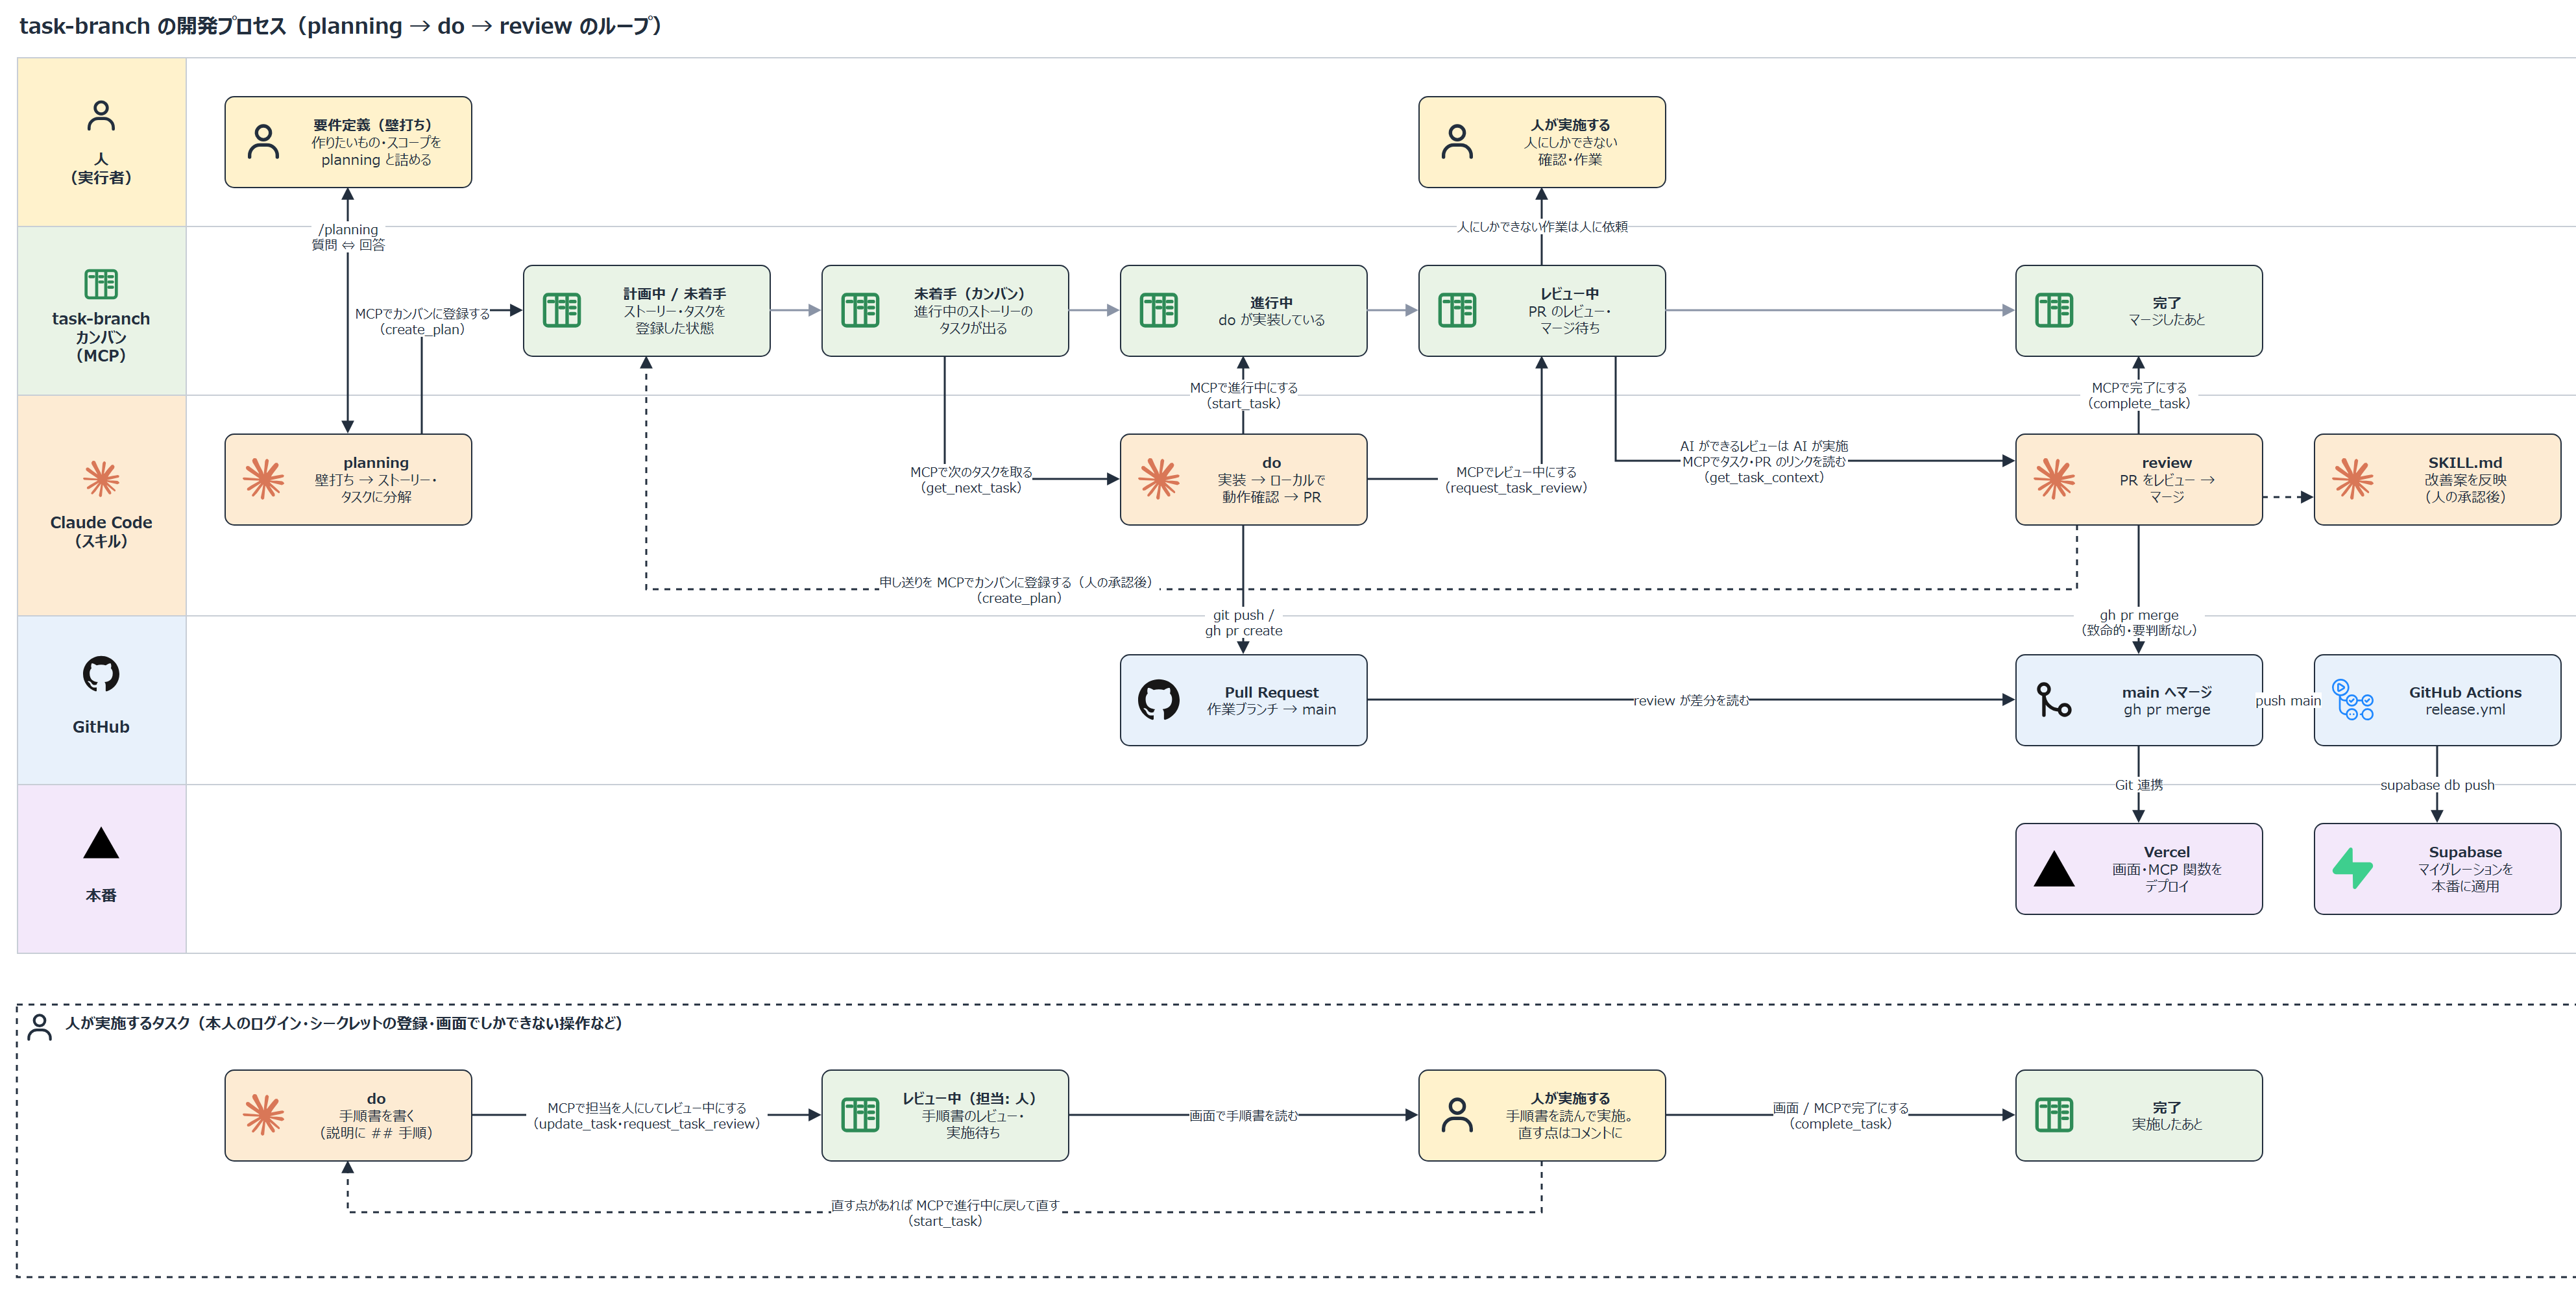 task-branch の開発プロセス（planning → do → review のループ）
人
（実行者）
要件定義（壁打ち）
作りたいもの・スコープを
planning と詰める
人が実施する
人にしかできない
確認・作業
/planning
質問 ⇔ 回答
人にしかできない作業は人に依頼
task-branch
カンバン
（MCP）
MCPでカンバンに登録する
（create_plan）
計画中 / 未着手
ストーリー・タスクを
登録した状態
未着手（カンバン）
進行中のストーリーの
タスクが出る
進行中
do が実装している
レビュー中
PR のレビュー・
マージ待ち
完了
マージしたあと
MCPで進行中にする
（start_task）
MCPで完了にする
（complete_task）
Claude Code
（スキル）
planning
壁打ち → ストーリー・
タスクに分解
MCPで次のタスクを取る
（get_next_task）
do
実装 → ローカルで
動作確認 → PR
MCPでレビュー中にする
（request_task_review）
AI ができるレビューは AI が実施
MCPでタスク・PR のリンクを読む
（get_task_context）
review
PR をレビュー →
マージ
SKILL.md
改善案を反映
（人の承認後）
申し送りを MCPでカンバンに登録する（人の承認後）
（create_plan）
git push /
gh pr create
gh pr merge
（致命的・要判断なし）
GitHub
Pull Request
作業ブランチ → main
review が差分を読む
main へマージ
gh pr merge
push main
GitHub Actions
release.yml
Git 連携
supabase db push
本番
Vercel
画面・MCP 関数を
デプロイ
Supabase
マイグレーションを
本番に適用
人が実施するタスク（本人のログイン・シークレットの登録・画面でしかできない操作など）
do
手順書を書く
（説明に ## 手順）
MCPで担当を人にしてレビュー中にする
（update_task・request_task_review）
レビュー中（担当: 人）
手順書のレビュー・
実施待ち
画面で手順書を読む
人が実施する
手順書を読んで実施。
直す点はコメントに
画面 / MCPで完了にする
（complete_task）
完了
実施したあと
直す点があれば MCPで進行中に戻して直す
（start_task）